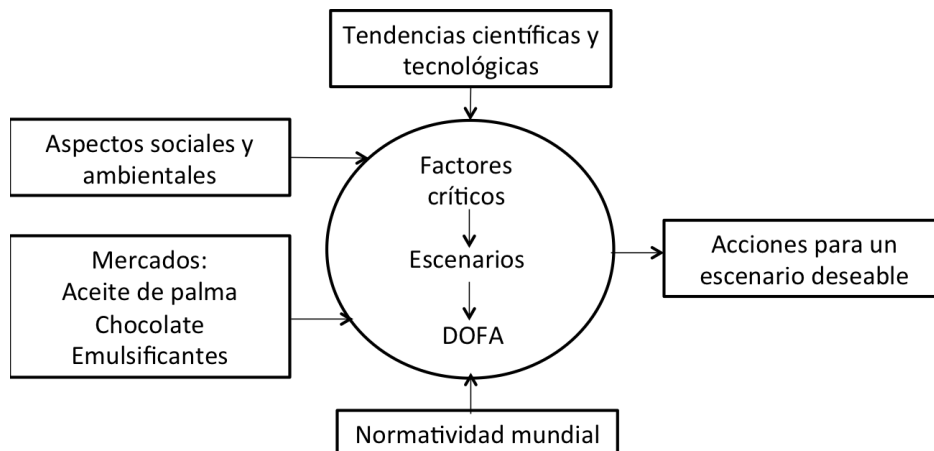 Tendencias científicas y
tecnológicas
Aspectos sociales y
ambientales
Factores
críticos
Escenarios
DOFA
Mercados:
Aceite de palma
Chocolate
Emulsificantes
Acciones para un
escenario deseable
Normatividad mundial